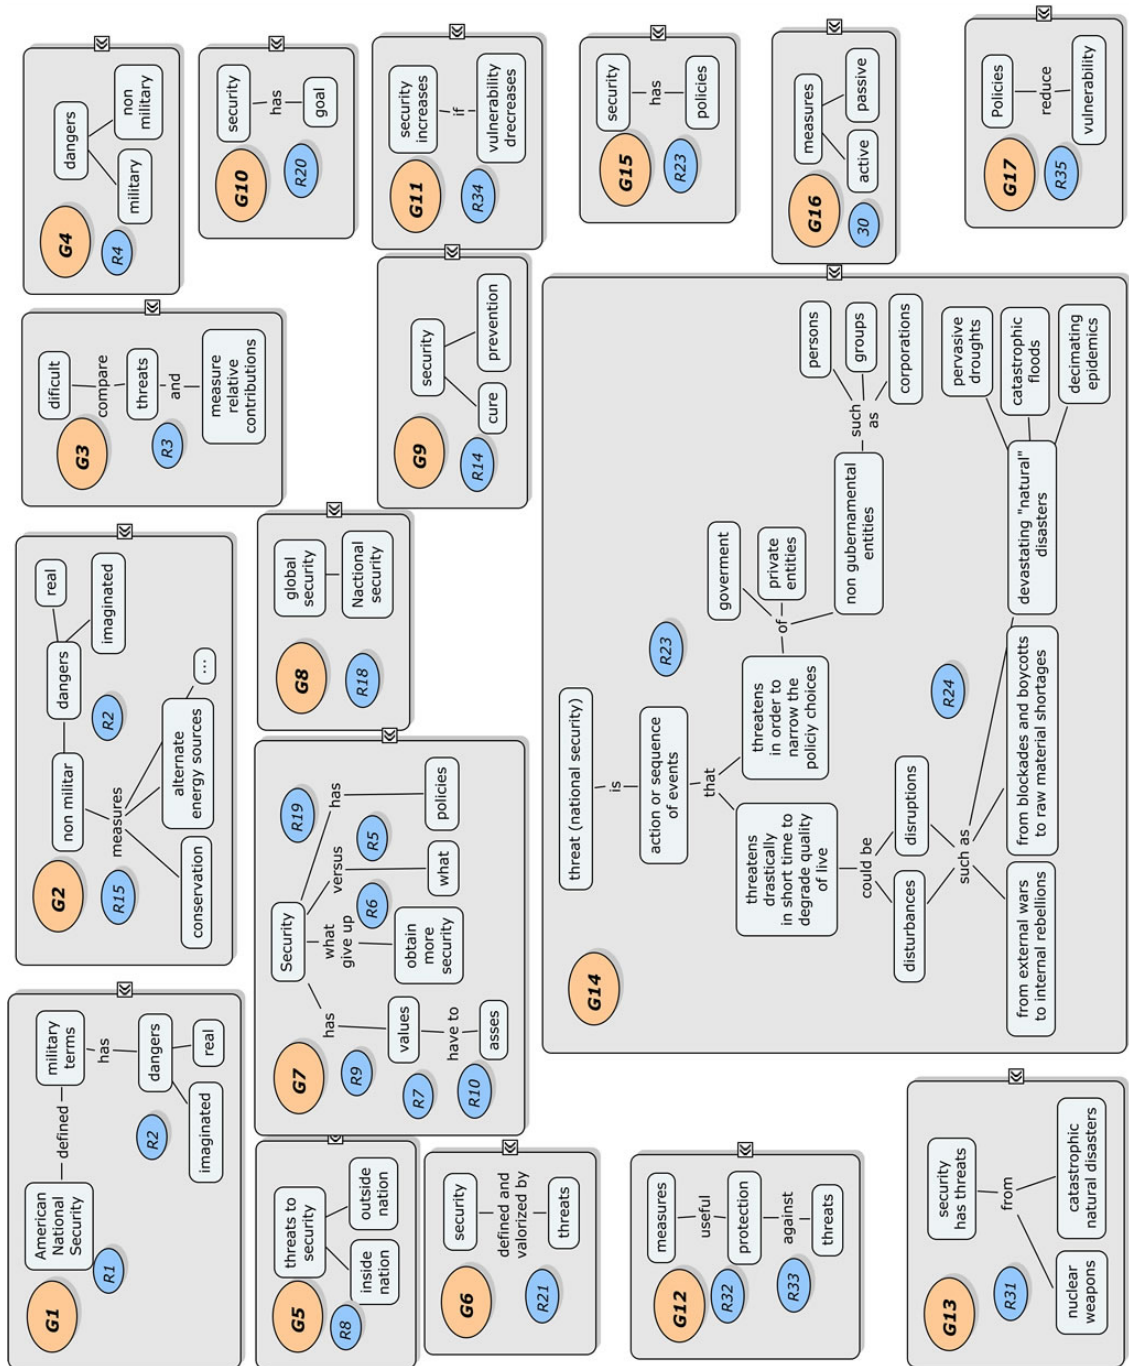 G1
American
National
Security
defined
military
terms
R1
has
R2
dangers
imaginated
real
G2
non militar
dangers
real
imaginated
R15
measures
R2
conservation
alternate
energy sources
...
G3
dificult
compare
R3
threats
and
measure
relative
contributions
G4
dangers
R4
military
non
military
G5
threats to
security
R8
inside
nation
outside
nation
G7
Security
R19
R9
has
what
give up
versus
has
R6
R5
R7
values
obtain
more
security
what
policies
R10
have to
asses
G8
global
security
R18
Nactional
security
G10
security
has
R20
goal
G6
security
defined and
valorized by
R21
threats
G9
security
R14
cure
prevention
G11
security
increases
if
R34
vulnerability
drecreases
G12
measures
useful
R32
protection
R33
against
threats
G14
threat (national security)
is
action or sequence
of events
R23
that
threatens
drastically
in short time to
degrade quality
of live
threatens
in order to
narrow the
policiy choices
of
goverment
private
entities
non gubernamental
entities
such
as
persons
groups
corporations
could be
disturbances
disruptions
R24
such as
from external wars
to internal rebellions
from blockades and boycotts
to raw material shortages
devastating "natural"
disasters
pervasive
droughts
catastrophic
floods
decimating
epidemics
G15
security
has
R23
policies
G16
measures
30
active
passive
G13
security
has threats
R31
from
nuclear
weapons
catastrophic
natural disasters
G17
Policies
reduce
R35
vulnerability